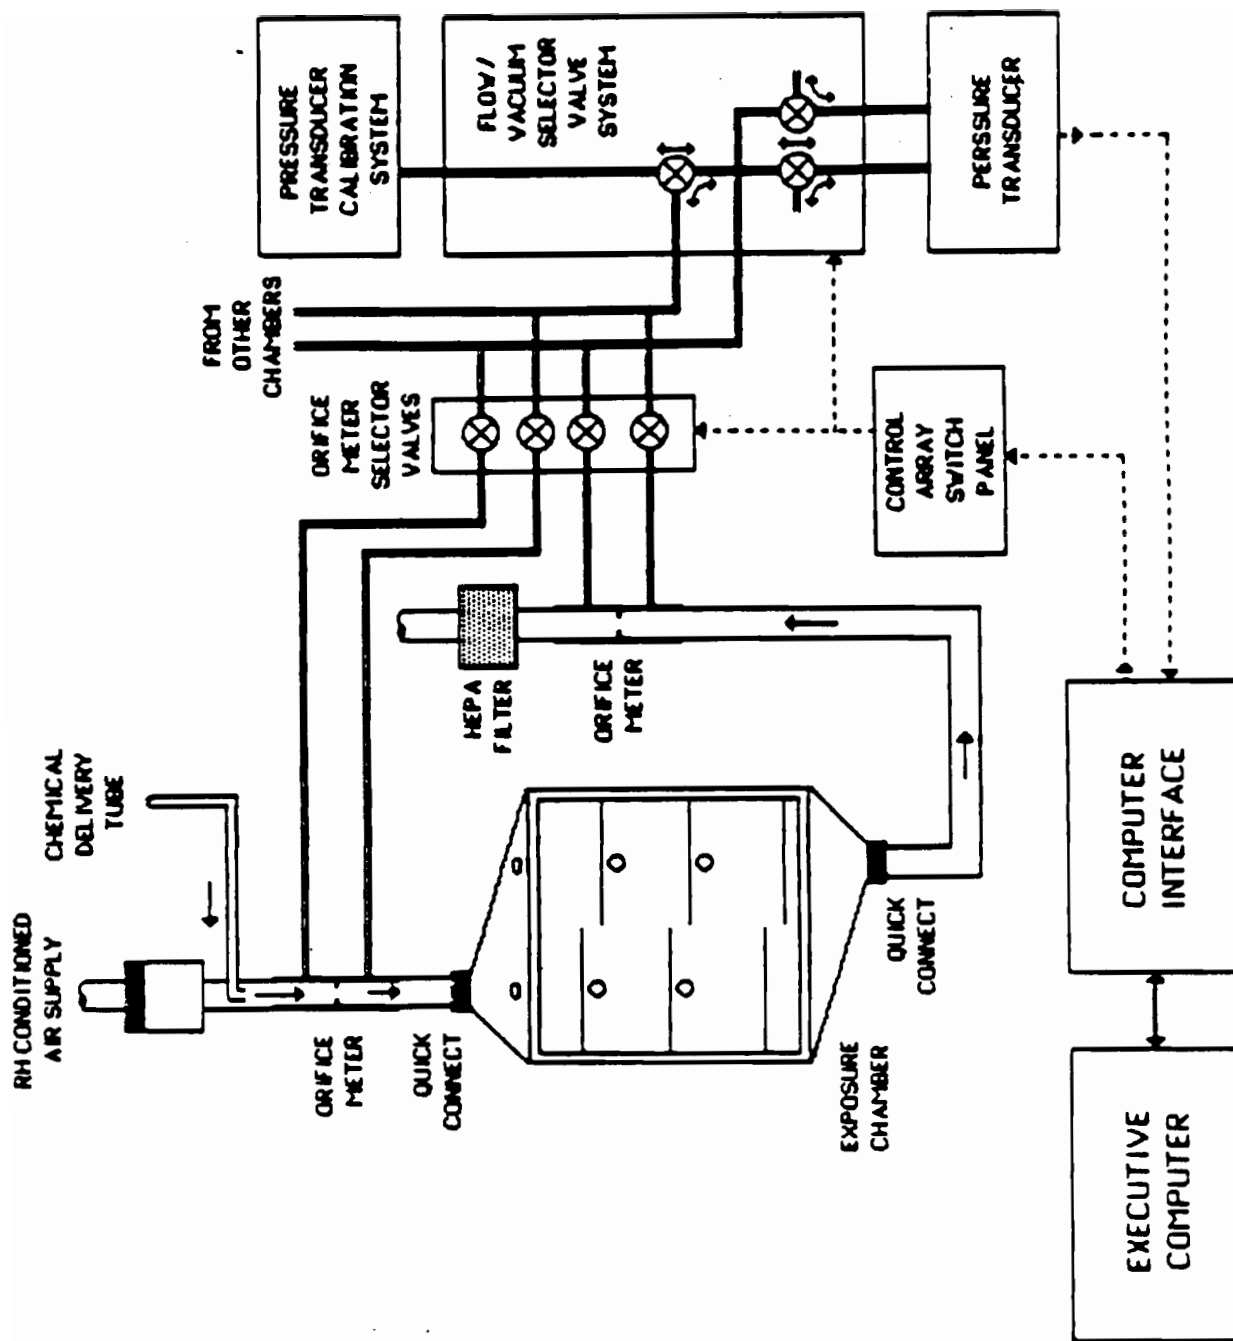 RH CONDITIONED
AIR SUPPLY
CHEMICAL
DELIVERY
TUBE
ORIFICE
METER
QUICK
CONNECT
EXPOSURE
CHAMBER
QUICK
CONNECT
HEPA
FILTER
ORIFICE
METER
ORIFICE
METER
SELECTOR
VALVES
FROM
OTHER
CHAMBERS
PRESSURE
TRANSDUCER
CALIBRATION
SYSTEM
FLOW/
VACUUM
SELECTOR
VALVE
SYSTEM
PERSSURE
TRANSDUCER
CONTROL
ARRAY
SWITCH
PANEL
COMPUTER
INTERFACE
EXECUTIVE
COMPUTER